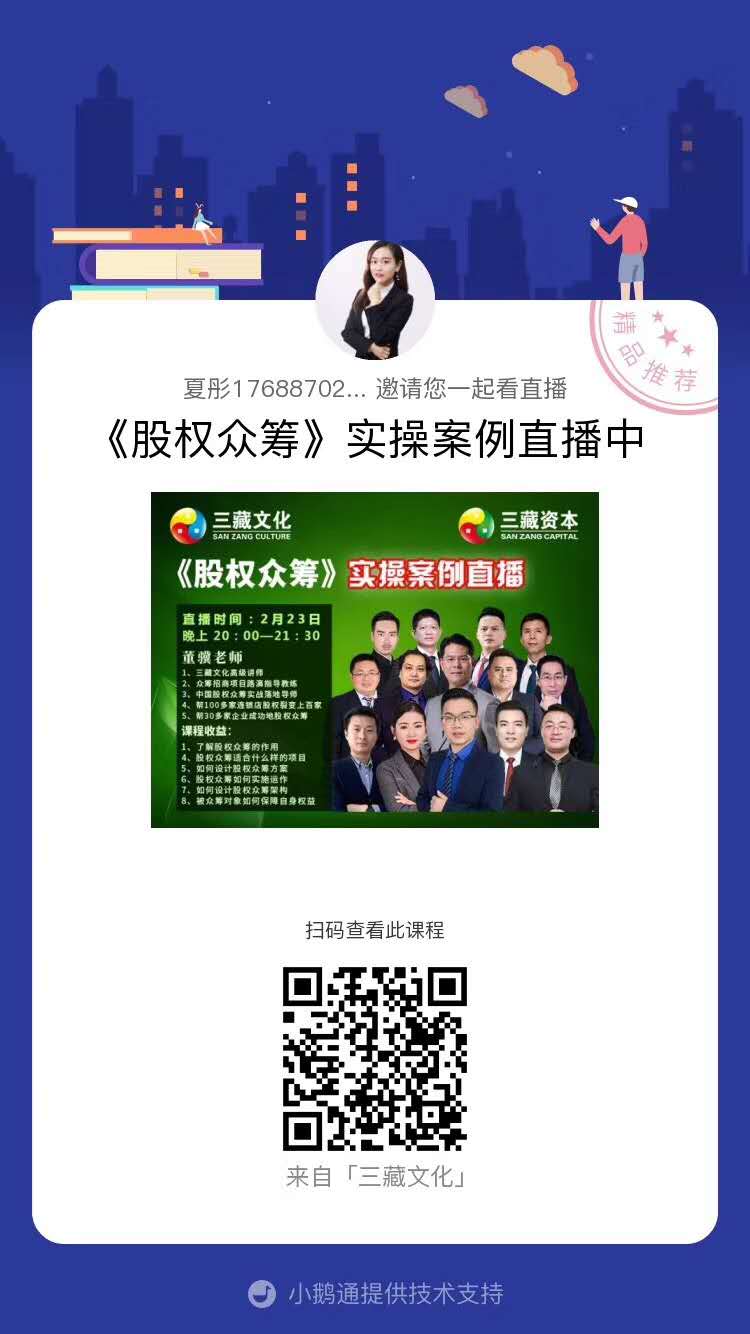 精品推荐
夏彤17688702... 邀请您一起看直播
《股权众筹》实操案例直播中
三藏文化
SAN ZANG CULTURE
三藏资本
SAN ZANG CAPITAL
《股权众筹》实操案例直播
直播时间：2月23日
晚上 20：00—21：30
董骥老师
1、三藏文化高级讲师
2、众筹招商项目路演指导教练
3、中国股权众筹实战落地导师
4、帮100多家连锁店股权裂变上百家
5、帮30多家企业成功地股权众筹
课程收益：
1、了解股权众筹的作用
4、股权众筹适合什么样的项目
5、如何设计股权众筹方案
6、股权众筹如何实施运作
7、如何设计股权众筹架构
8、被众筹对象如何保障自身权益
扫码查看此课程
来自「三藏文化」
小鹅通提供技术支持